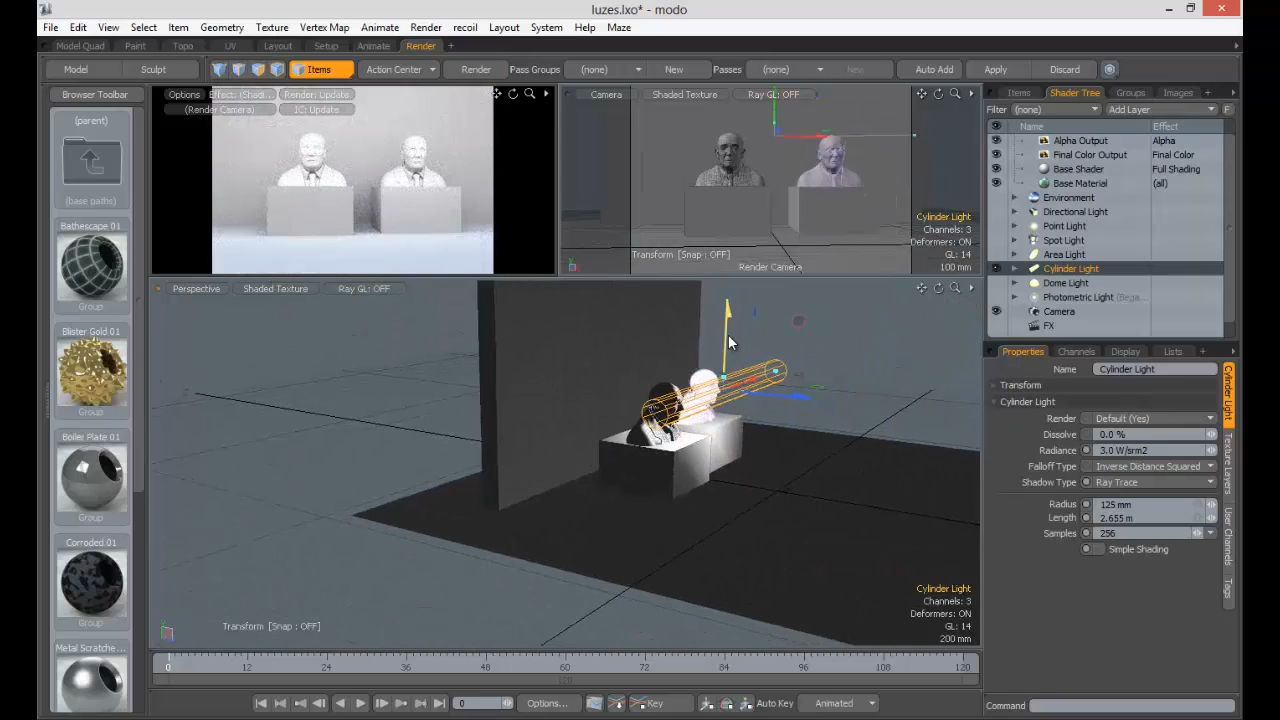 luzes.lxo* - modo
File Edit View Select Item Geometry Texture Vertex Map Animate Render recoil Layout System Help Maze
Model Quad Paint Topo UV Layout Setup Animate Render +
Model Sculpt Items Action Center Render Pass Groups (none) New Passes (none) New Auto Add Apply Discard
Browser Toolbar
(parent)
(base paths)
Bathescape 01
Group
Blister Gold 01
Group
Boiler Plate 01
Group
Corroded 01
Group
Metal Scratche...
Options Effect: (Shadi... Render: Update
(Render Camera) IC: Update
Camera Shaded Texture Ray GL: OFF
Cylinder Light
Channels: 3
Deformers: ON
GL: 14
100 mm
Transform [Snap : OFF]
Render Camera
Perspective Shaded Texture Ray GL: OFF
Cylinder Light
Channels: 3
Deformers: ON
GL: 14
200 mm
Transform [Snap : OFF]
Items Shader Tree Groups Images +
Filter (none) Add Layer F
Name Effect
Alpha Output Alpha
Final Color Output Final Color
Base Shader Full Shading
Base Material (all)
Environment
Directional Light
Point Light
Spot Light
Area Light
Cylinder Light
Dome Light
Photometric Light
Camera
FX
Properties Channels Display Lists +
Name Cylinder Light
Transform
Cylinder Light
Render Default (Yes)
Dissolve 0.0 %
Radiance 3.0 W/srm2
Falloff Type Inverse Distance Squared
Shadow Type Ray Trace
Radius 125 mm
Length 2.655 m
Samples 256
Simple Shading
Cylinder Light
Texture Layers
User Channels
Tags
0 12 24 36 48 60 72 84 96 108 120
0 Options... Key Auto Key Animated
Command